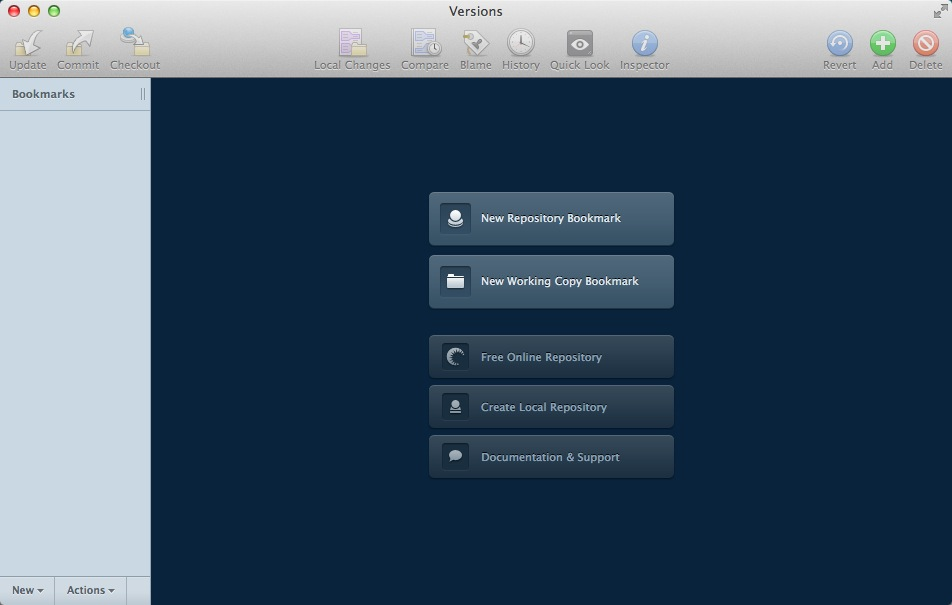 Versions
Update Commit Checkout Local Changes Compare Blame History Quick Look Inspector Revert Add Delete
Bookmarks
New Repository Bookmark
New Working Copy Bookmark
Free Online Repository
Create Local Repository
Documentation & Support
New Actions